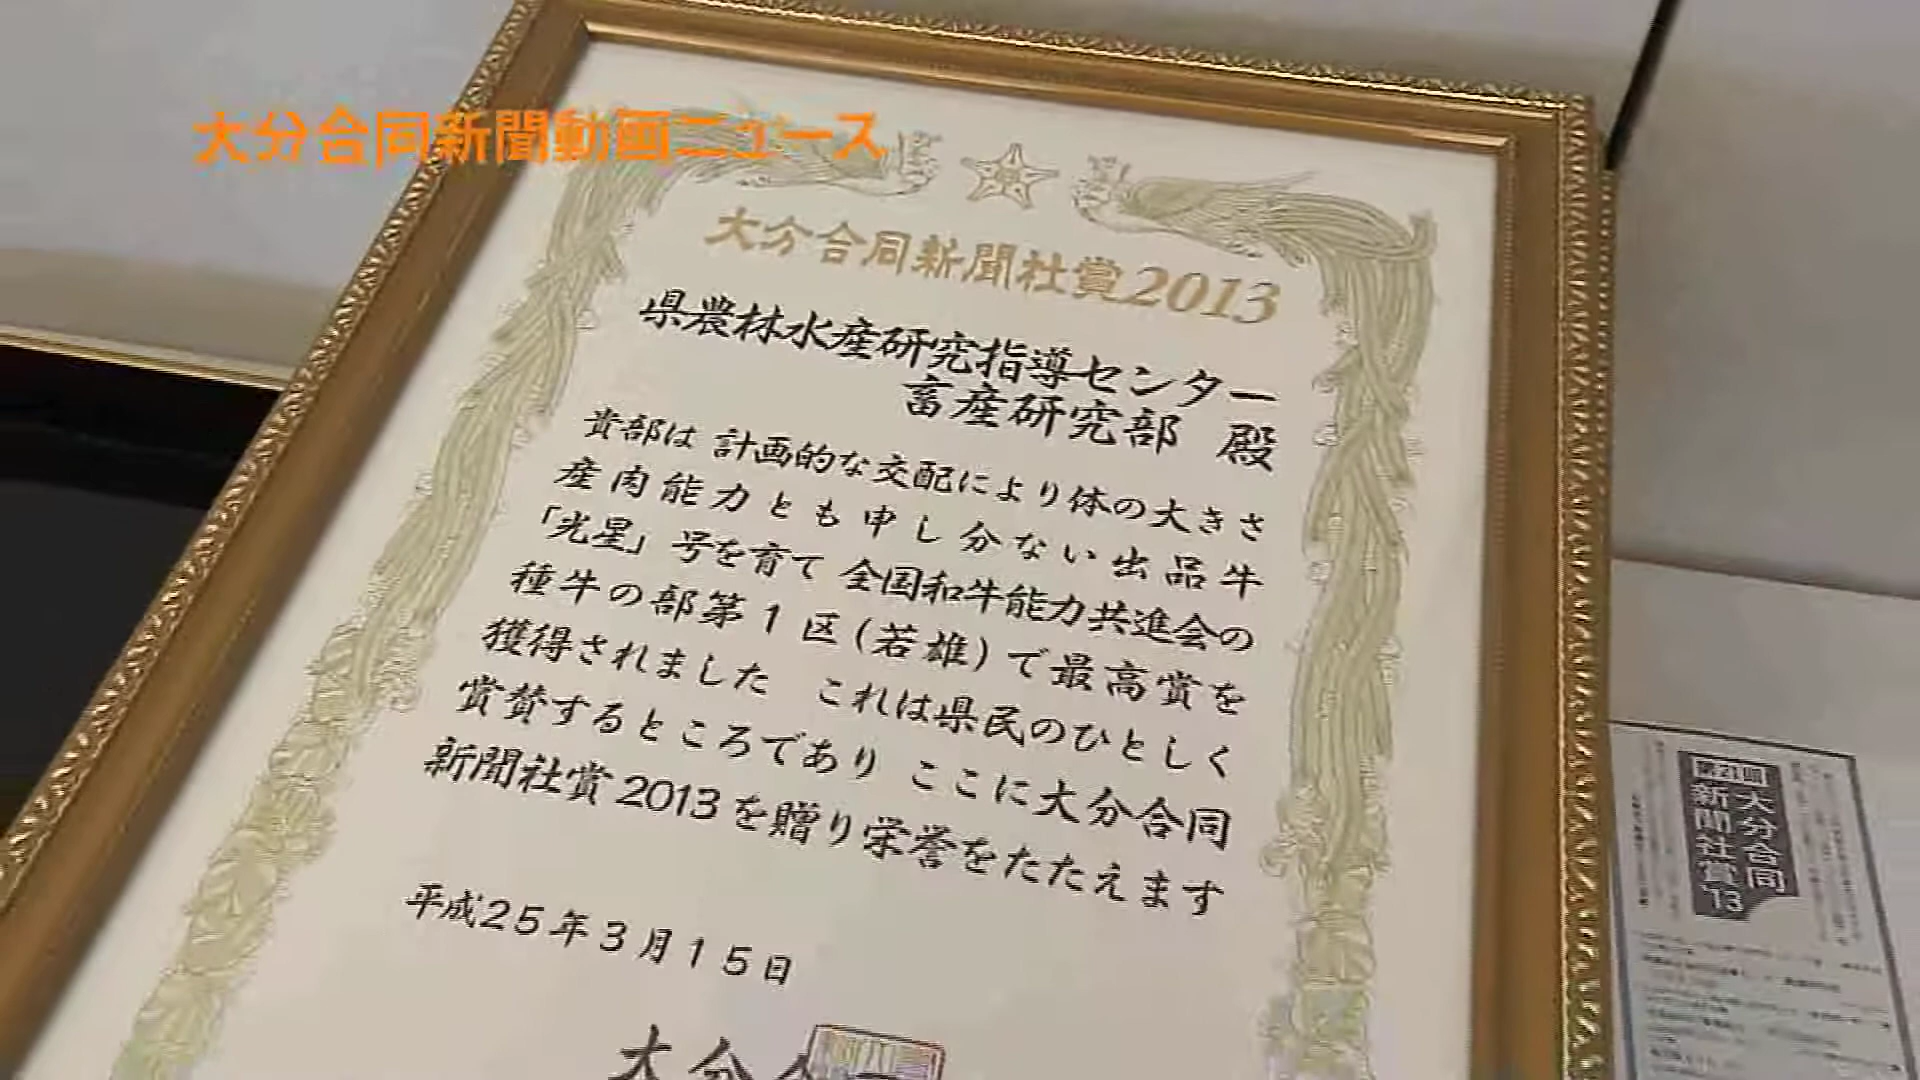 大分合同新聞動画ニュース
大分合同新聞社賞2013
県農林水産研究指導センター
畜産研究部 殿
貴部は 計画的な交配により体の大きさ
産肉能力とも申し分ない出品牛
「光星」号を育て 全国和牛能力共進会の
種牛の部第1区(若雄)で最高賞を
獲得されました これは県民のひとしく
賞賛するところであり ここに大分合同
新聞社賞2013を贈り栄誉をたたえます
平成25年3月15日
大分合
第21回
大分合同
新聞社賞'13